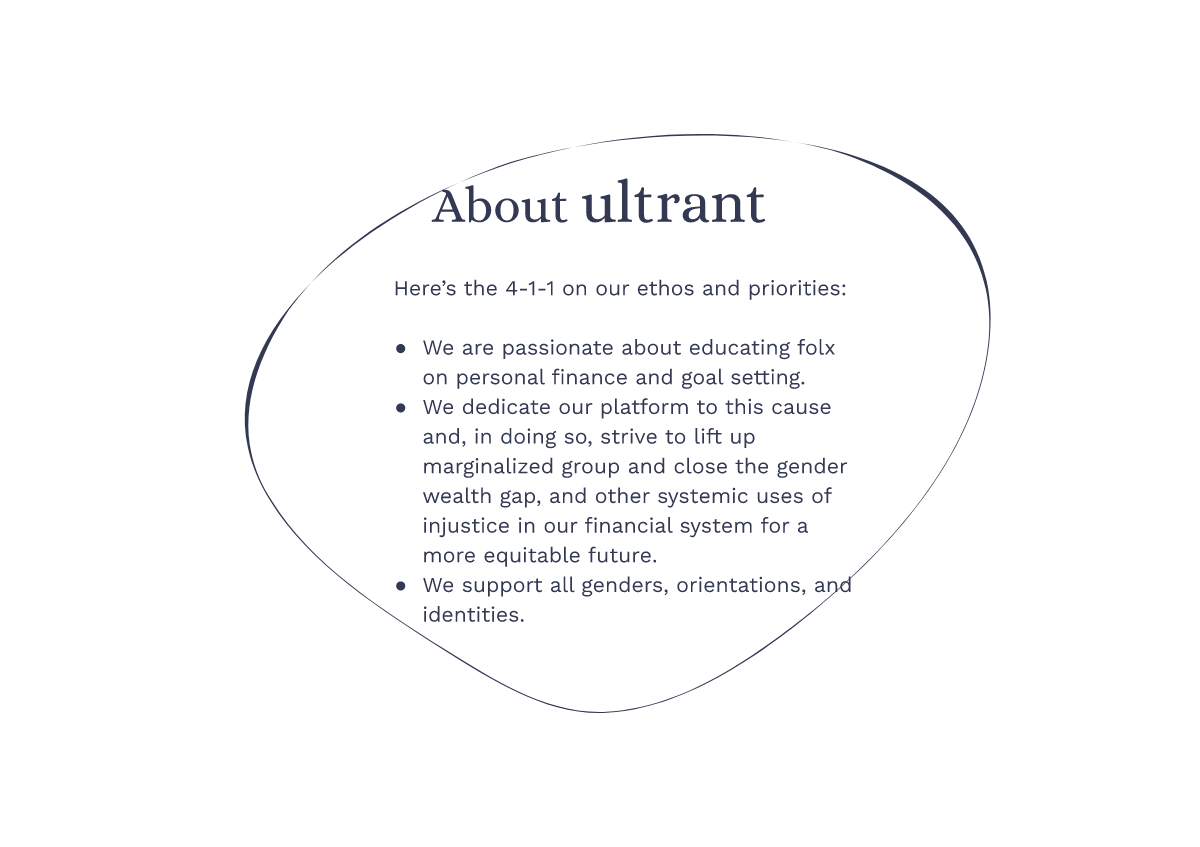 About ultrant
Here’s the 4-1-1 on our ethos and priorities:
● We are passionate about educating folx
on personal finance and goal setting.
● We dedicate our platform to this cause
and, in doing so, strive to lift up
marginalized group and close the gender
wealth gap, and other systemic uses of
injustice in our financial system for a
more equitable future.
● We support all genders, orientations, and
identities.